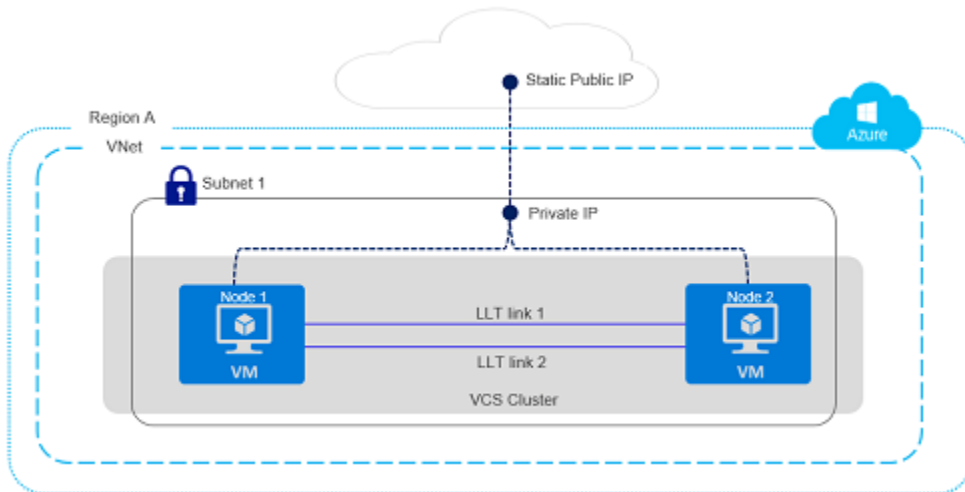 Static Public IP
Region A
Azure
VNet
Subnet 1
Private IP
Node 1
Node 2
LLT link 1
LLT link 2
VM
VM
VCS Cluster